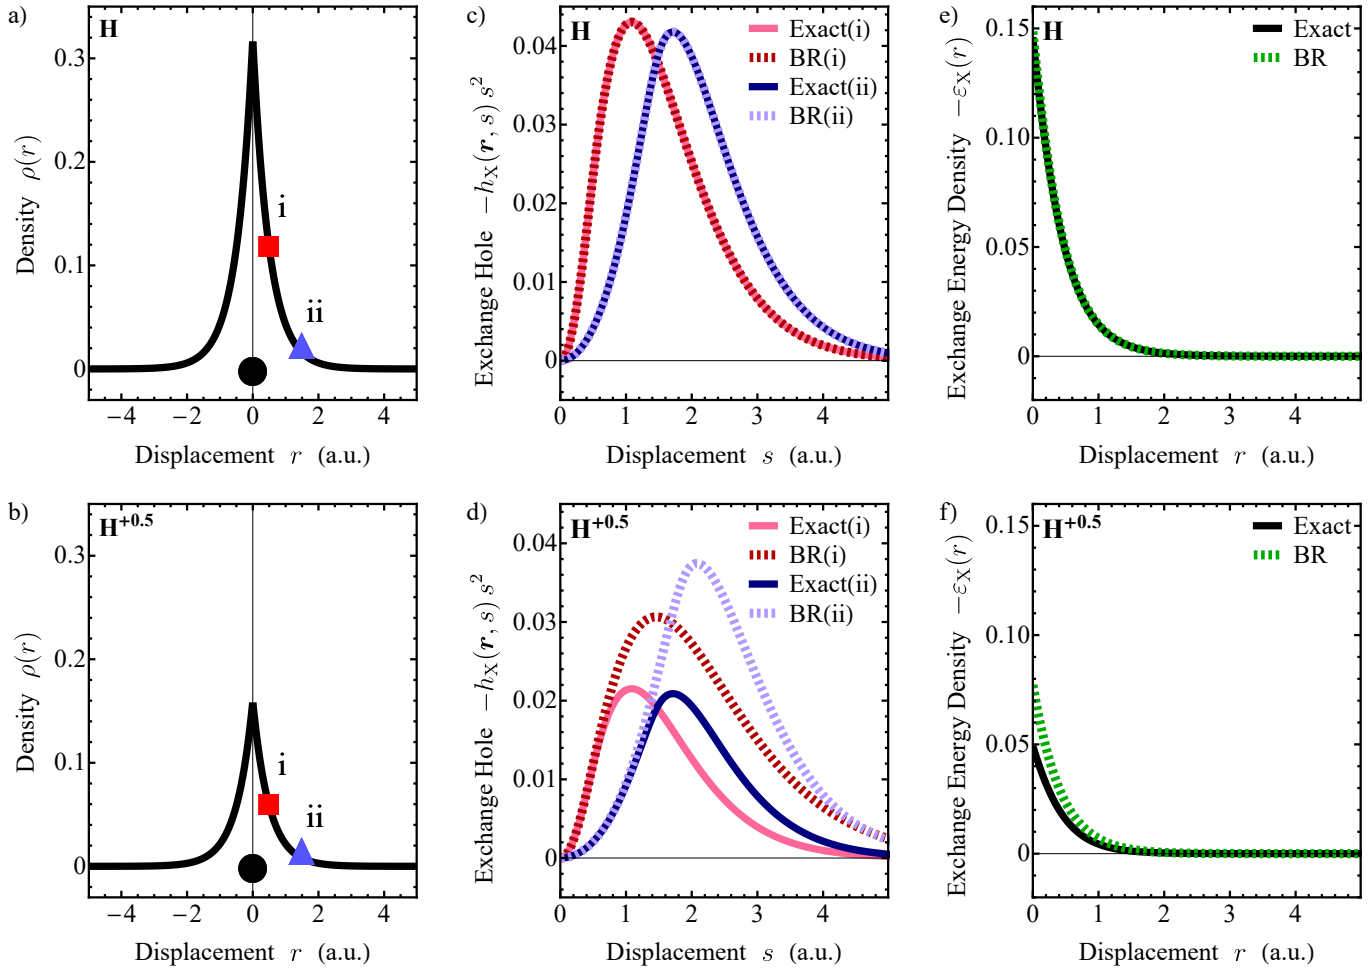 a)
H
Density ρ(r)
0.3
0.2
0.1
0
i
ii
−4 −2 0 2 4
Displacement r (a.u.)
c)
H
Exchange Hole −hX(r, s) s²
0.04
0.03
0.02
0.01
0
Exact(i)
BR(i)
Exact(ii)
BR(ii)
0 1 2 3 4
Displacement s (a.u.)
e)
H
Exchange Energy Density −εX(r)
0.15
0.10
0.05
0
Exact
BR
0 1 2 3 4
Displacement r (a.u.)
b)
H+0.5
Density ρ(r)
0.3
0.2
0.1
0
i
ii
−4 −2 0 2 4
Displacement r (a.u.)
d)
H+0.5
Exchange Hole −hX(r, s) s²
0.04
0.03
0.02
0.01
0
Exact(i)
BR(i)
Exact(ii)
BR(ii)
0 1 2 3 4
Displacement s (a.u.)
f)
H+0.5
Exchange Energy Density −εX(r)
0.15
0.10
0.05
0
Exact
BR
0 1 2 3 4
Displacement r (a.u.)